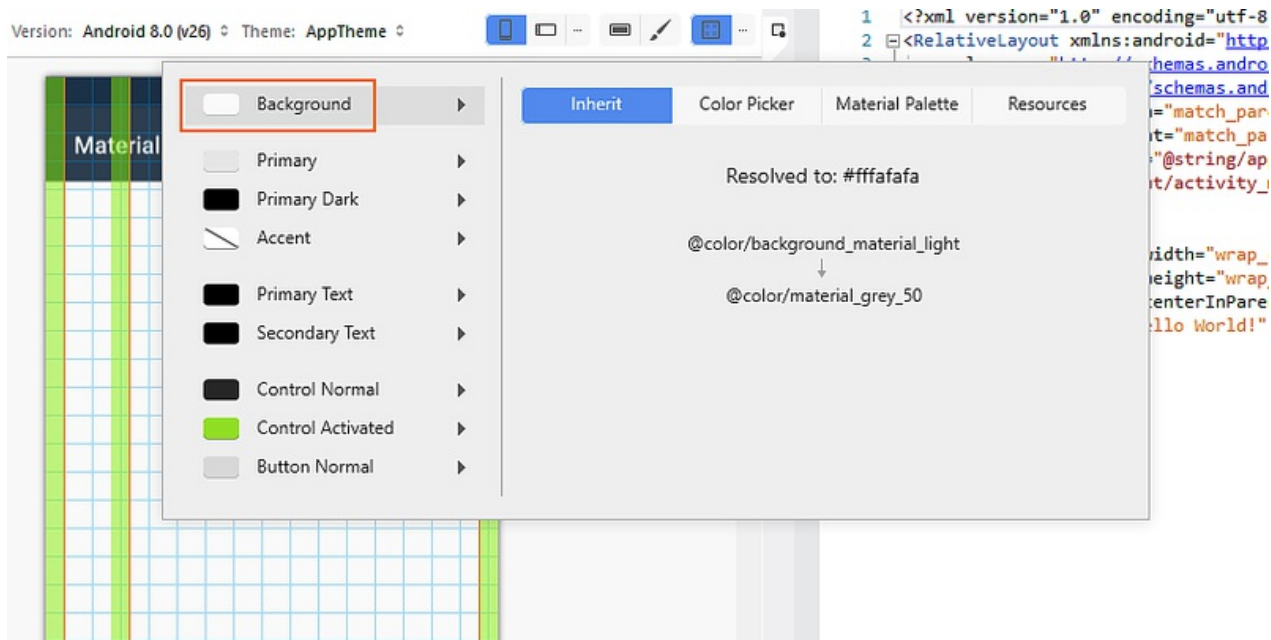 Version: Android 8.0 (v26) Theme: AppTheme
Material
Background
Primary
Primary Dark
Accent
Primary Text
Secondary Text
Control Normal
Control Activated
Button Normal
Inherit Color Picker Material Palette Resources
Resolved to: #fffafafa
@color/background_material_light
@color/material_grey_50
1 <?xml version="1.0" encoding="utf-8
2 <RelativeLayout xmlns:android="http
hemas.andro
schemas.and
="match_par
t="match_pa
"@string/ap
t/activity_
width="wrap_
eight="wrap_
enterInPare
llo World!"